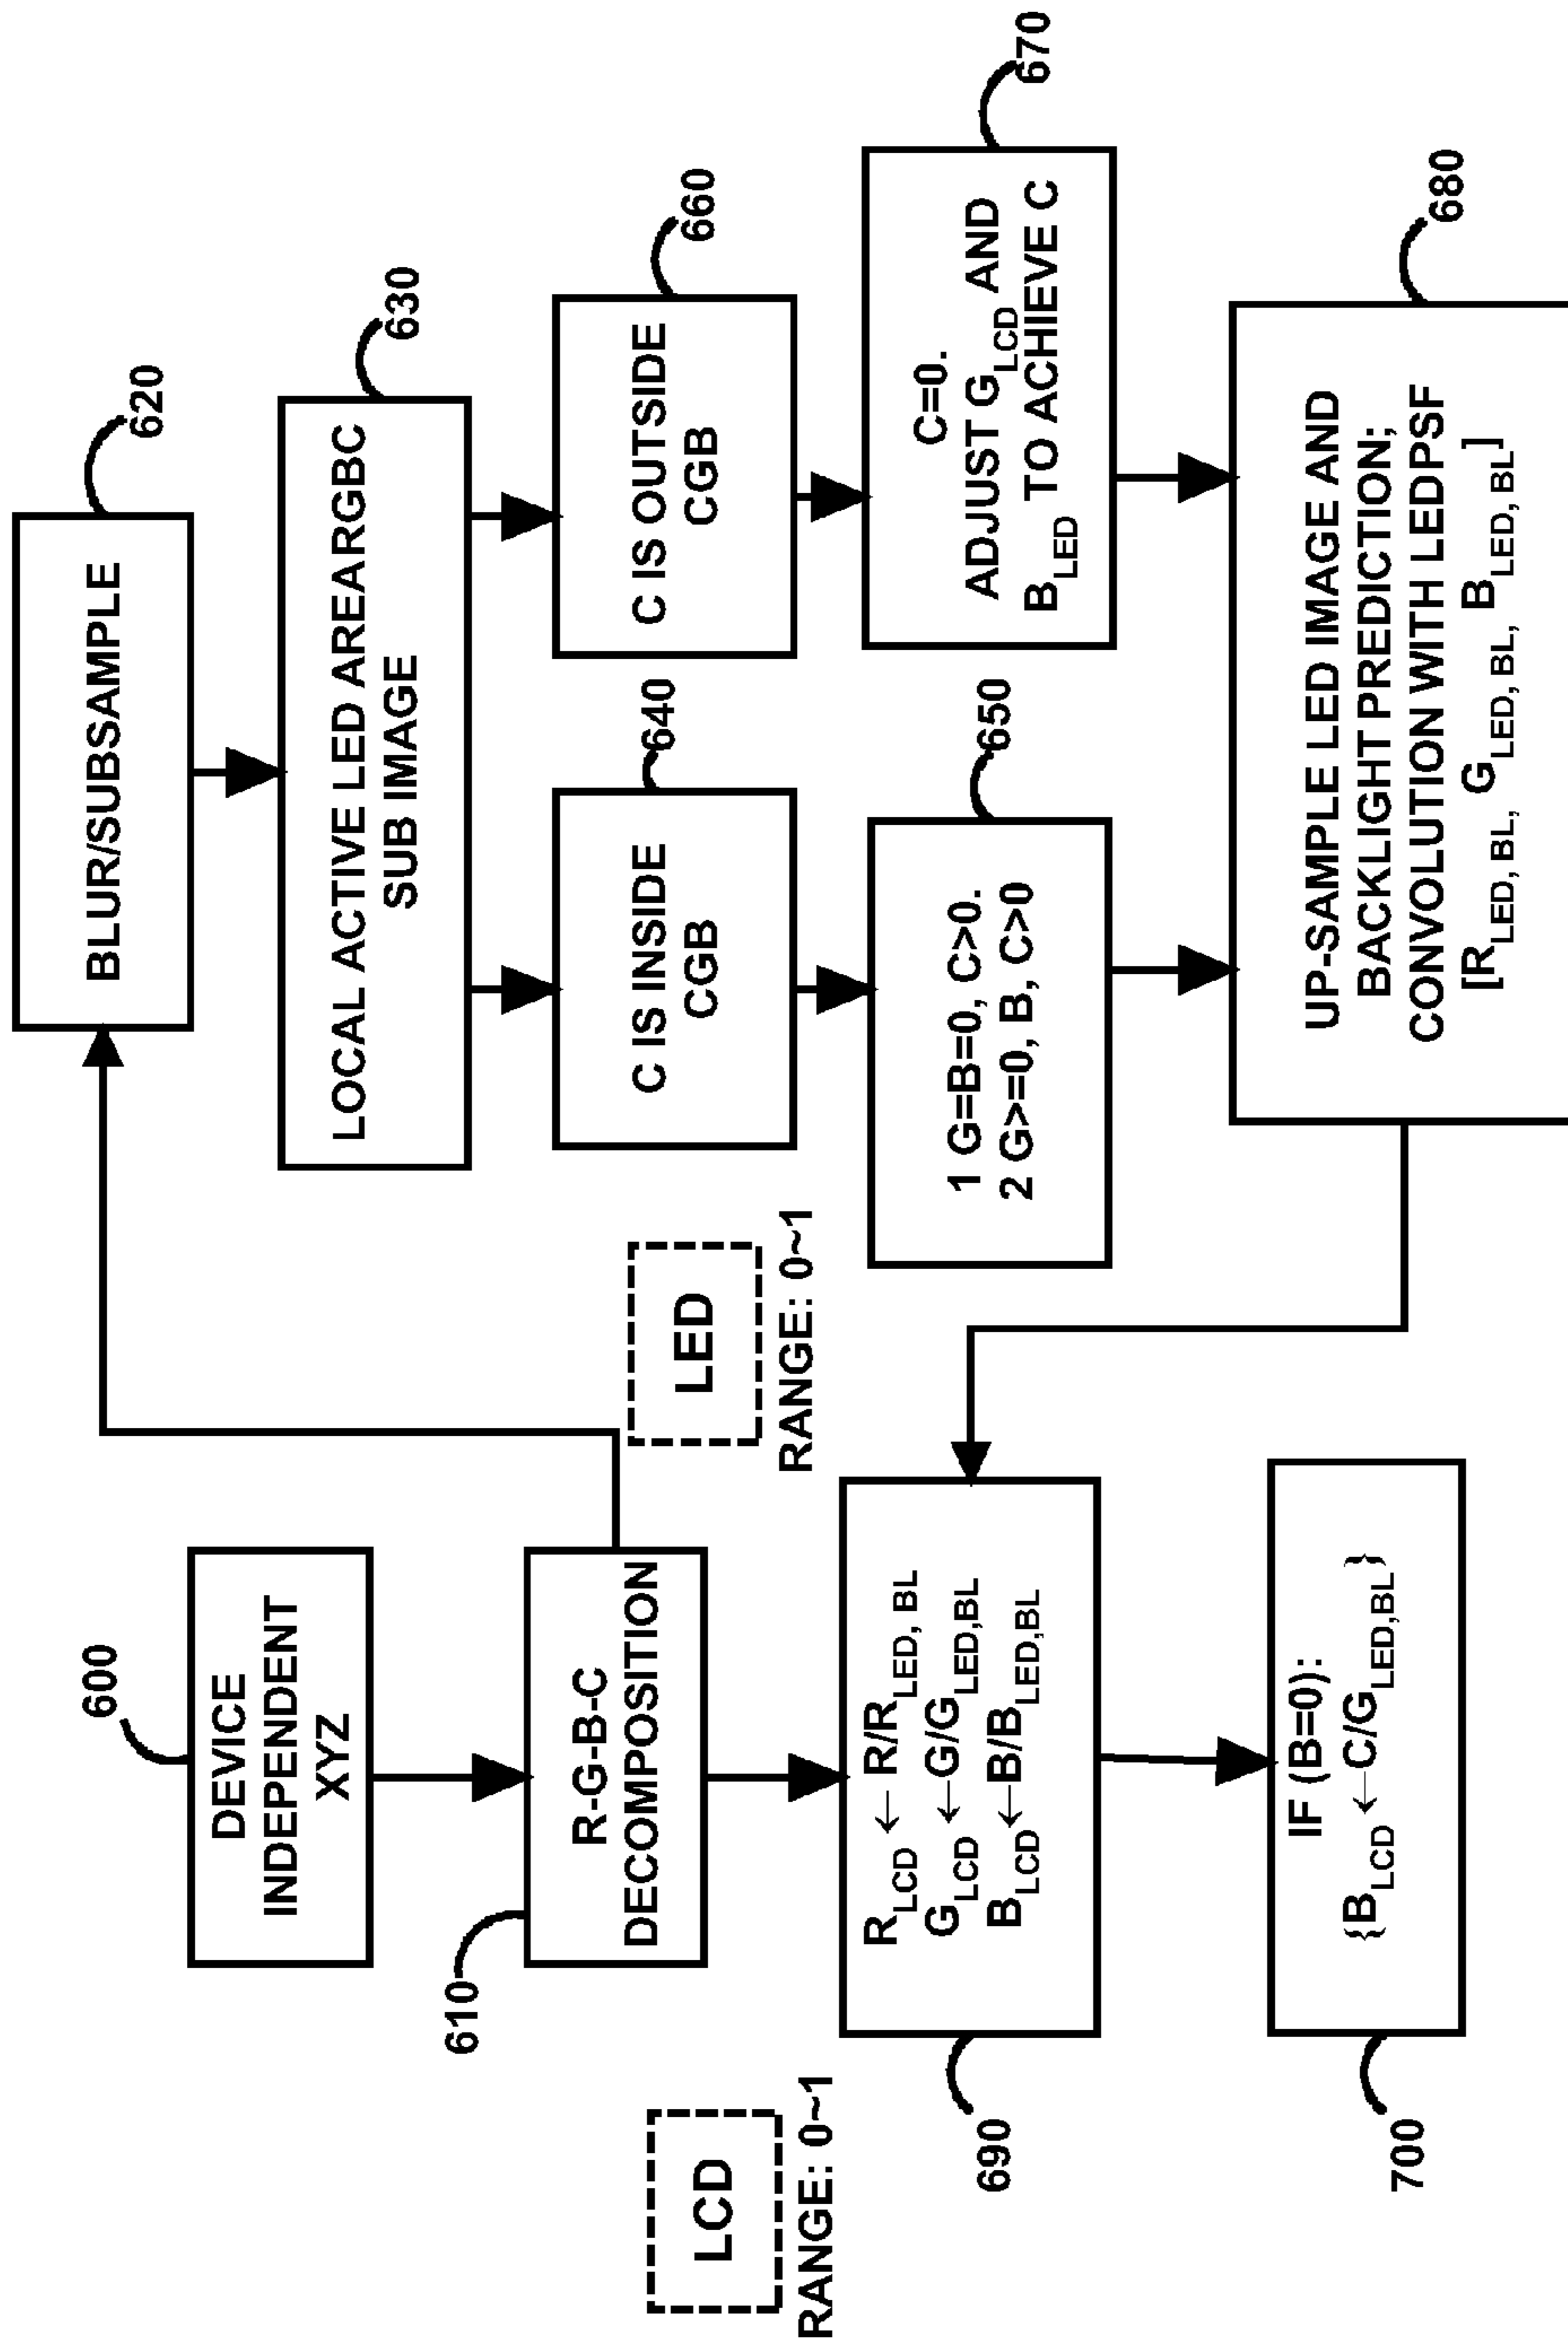 600
DEVICE
INDEPENDENT
XYZ
610
R-G-B-C
DECOMPOSITION
620
BLUR/SUBSAMPLE
630
LOCAL ACTIVE LED AREARGBC
SUB IMAGE
640
C IS INSIDE
CGB
660
C IS OUTSIDE
CGB
LCD
RANGE: 0~1
LED
RANGE: 0~1
650
1 G=B=0, C>0.
2 G>=0, B, C>0
670
C=0.
ADJUST G_LCD AND
B_LED TO ACHIEVE C
680
UP-SAMPLE LED IMAGE AND
BACKLIGHT PREDICTION;
CONVOLUTION WITH LEDPSF
[R_LED, BL, G_LED, BL, B_LED, BL]
690
R_LCD ← R/R_LED, BL
G_LCD ← G/G_LED,BL
B_LCD ← B/B_LED,BL
700
IF (B=0):
{B_LCD ← C/G_LED,BL}